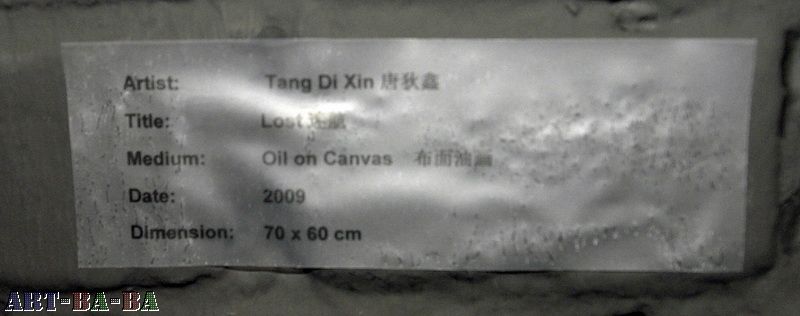 Artist: Tang Di Xin 唐狄鑫
Title: Lost
Medium: Oil on Canvas 布面油画
Date: 2009
Dimension: 70 x 60 cm
ART-BA-BA